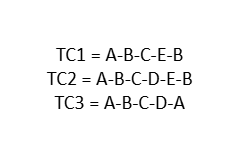 TC1 = A-B-C-E-B
TC2 = A-B-C-D-E-B
TC3 = A-B-C-D-A